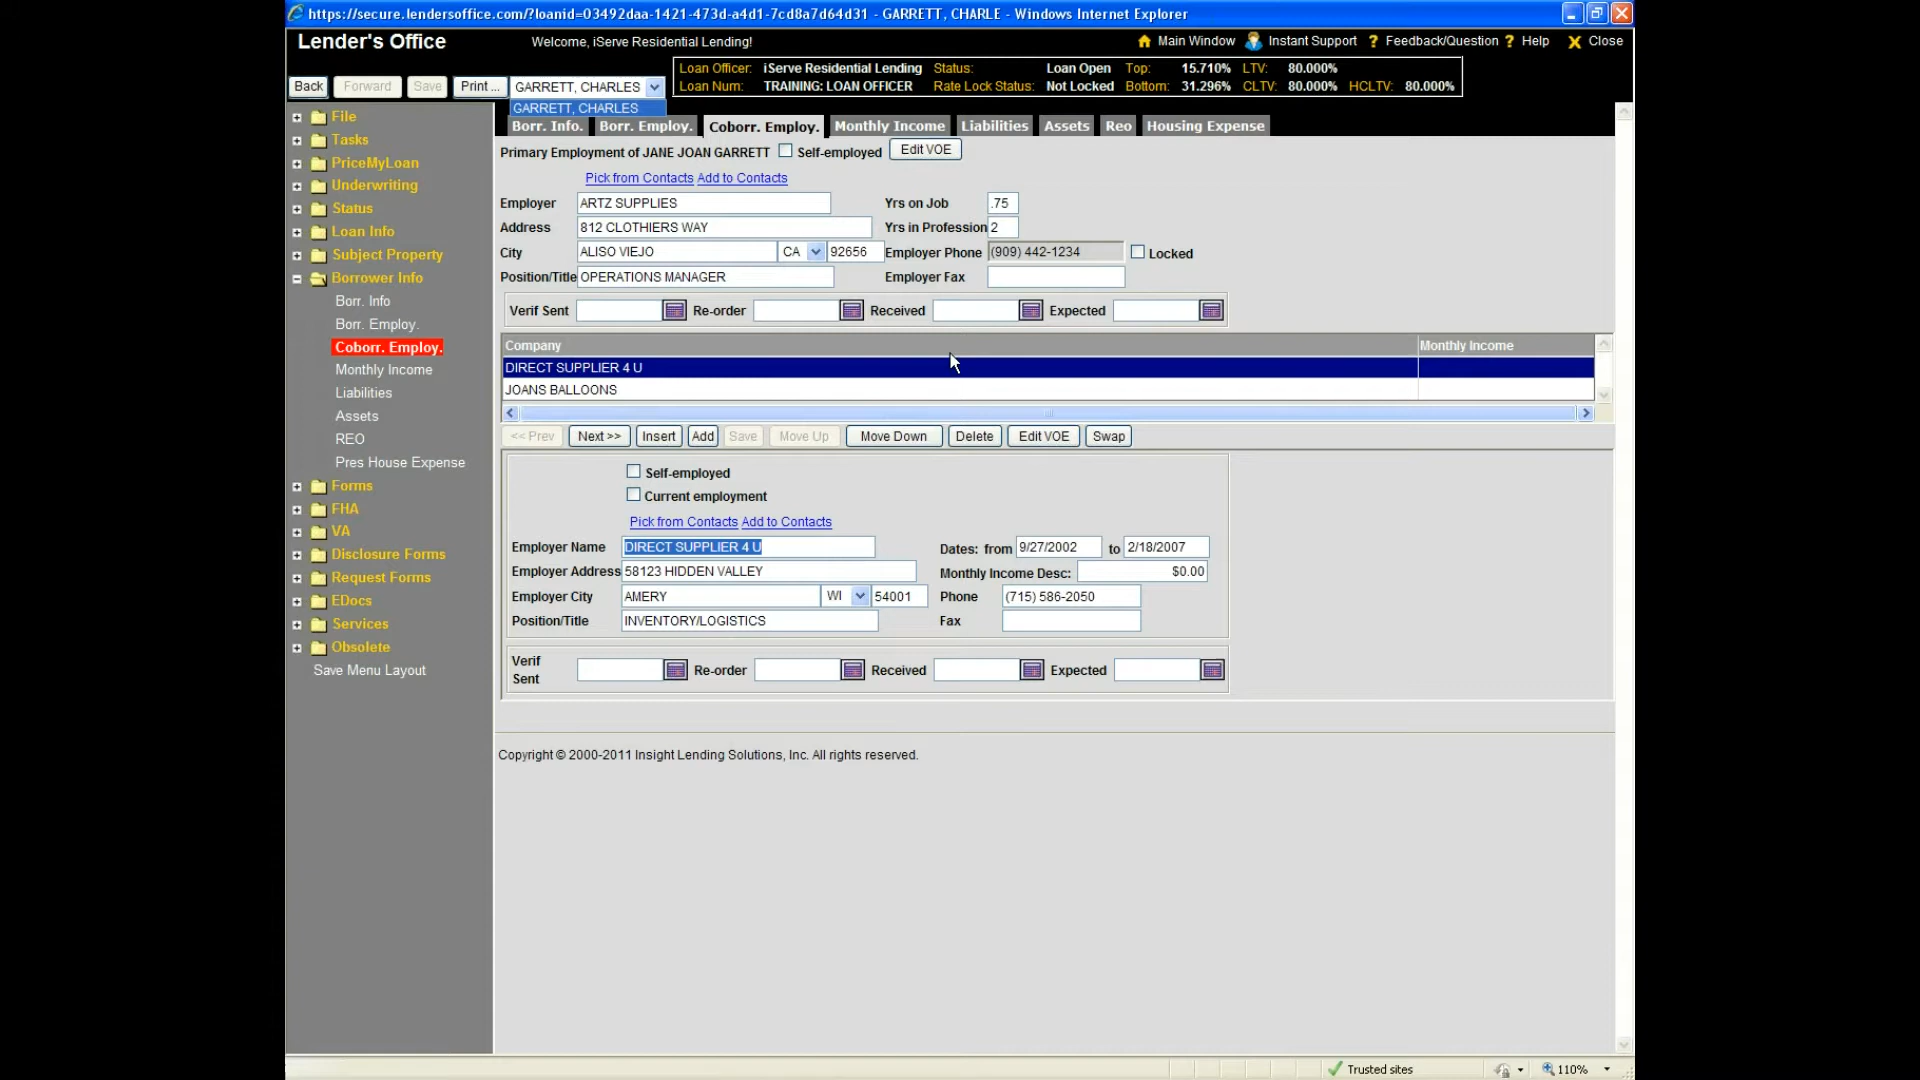 https://secure.lendersoffice.com/?loanid=03492daa-1421-473d-a4d1-7cd8a7d64d31 - GARRETT, CHARLE - Windows Internet Explorer
Lender's Office Welcome, iServe Residential Lending! Main Window Instant Support ? Feedback/Question ? Help X Close
Loan Officer: iServe Residential Lending Status: Loan Open Top: 15.710% LTV: 80.000%
Back Forward Save Print ... GARRETT, CHARLES Loan Num: TRAINING: LOAN OFFICER Rate Lock Status: Not Locked Bottom: 31.296% CLTV: 80.000% HCLTV: 80.000%
GARRETT, CHARLES
File
Tasks
PriceMyLoan
Underwriting
Status
Loan Info
Subject Property
Borrower Info
Borr. Info
Borr. Employ.
Coborr. Employ.
Monthly Income
Liabilities
Assets
REO
Pres House Expense
Forms
FHA
VA
Disclosure Forms
Request Forms
EDocs
Services
Obsolete
Save Menu Layout
Borr. Info. Borr. Employ. Coborr. Employ. Monthly Income Liabilities Assets Reo Housing Expense
Primary Employment of JANE JOAN GARRETT Self-employed Edit VOE
Pick from Contacts Add to Contacts
Employer ARTZ SUPPLIES Yrs on Job .75
Address 812 CLOTHIERS WAY Yrs in Profession 2
City ALISO VIEJO CA 92656 Employer Phone (909) 442-1234 Locked
Position/Title OPERATIONS MANAGER Employer Fax
Verif Sent Re-order Received Expected
Company Monthly Income
DIRECT SUPPLIER 4 U
JOANS BALLOONS
<< Prev Next >> Insert Add Save Move Up Move Down Delete Edit VOE Swap
Self-employed
Current employment
Pick from Contacts Add to Contacts
Employer Name DIRECT SUPPLIER 4 U Dates: from 9/27/2002 to 2/18/2007
Employer Address 58123 HIDDEN VALLEY Monthly Income Desc: $0.00
Employer City AMERY WI 54001 Phone (715) 586-2050
Position/Title INVENTORY/LOGISTICS Fax
Verif
Sent Re-order Received Expected
Copyright © 2000-2011 Insight Lending Solutions, Inc. All rights reserved.
Trusted sites 110%